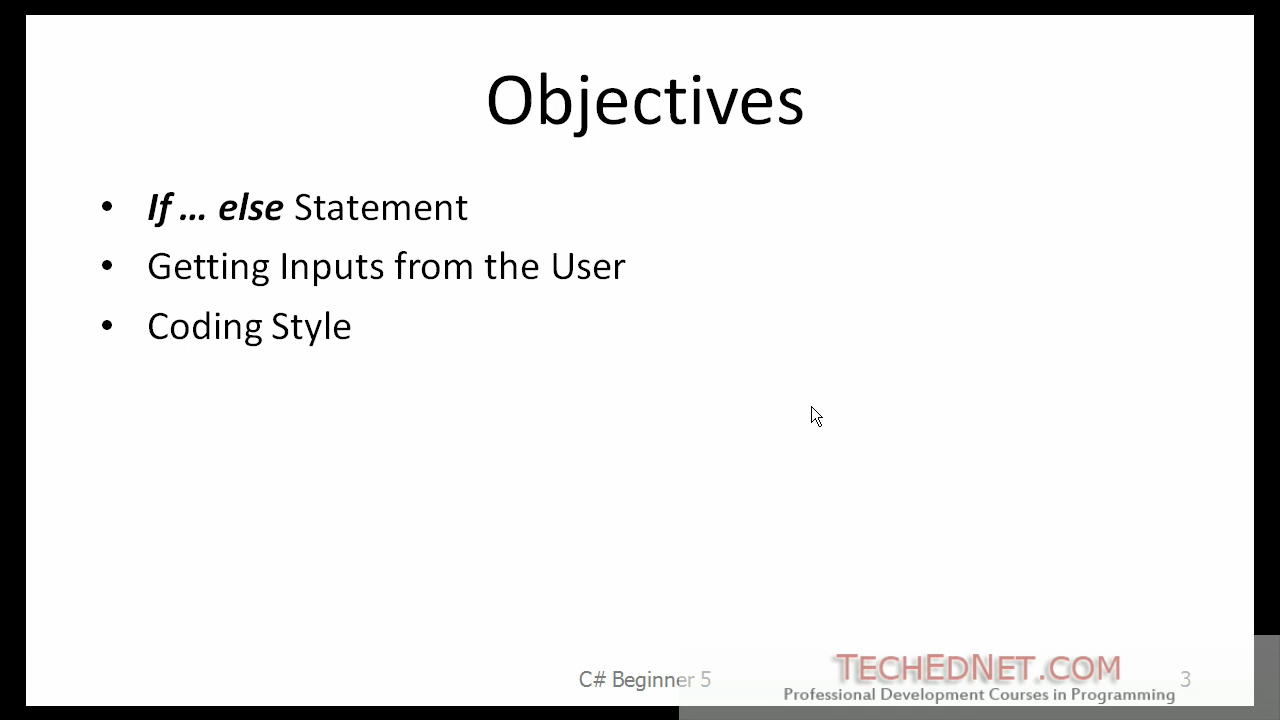 Objectives
• If ... else Statement
• Getting Inputs from the User
• Coding Style
C# Beginner 5
TECHEDNET.COM
Professional Development Courses in Programming
3